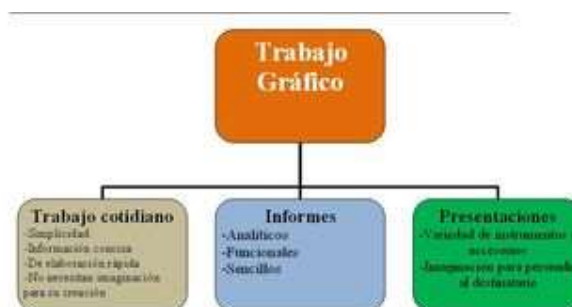 Trabajo
Gráfico
Trabajo cotidiano
-Simplicidad
-Información concisa
-De elaboración rápida
-No necesitan imaginación
para su creación
Informes
-Analíticos
-Funcionales
-Sencillos
Presentaciones
-Variedad de instrumentos
accesorios
-Imaginación para persuadir
al destinatario